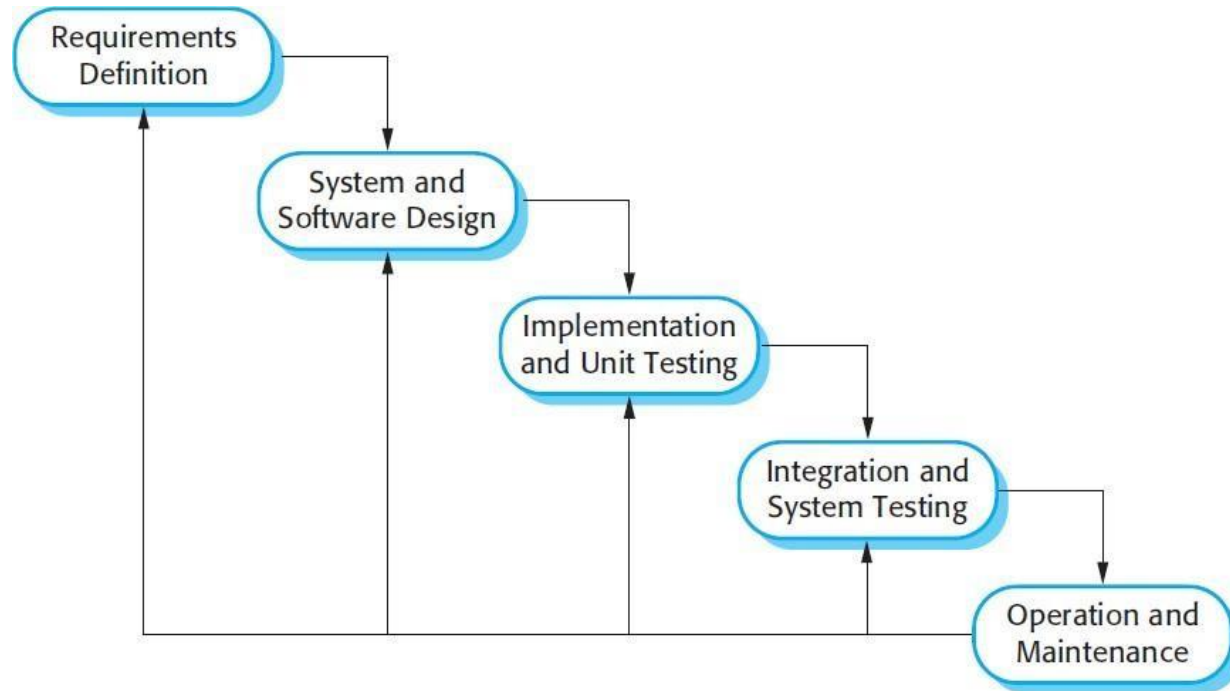 Requirements
Definition
System and
Software Design
Implementation
and Unit Testing
Integration and
System Testing
Operation and
Maintenance